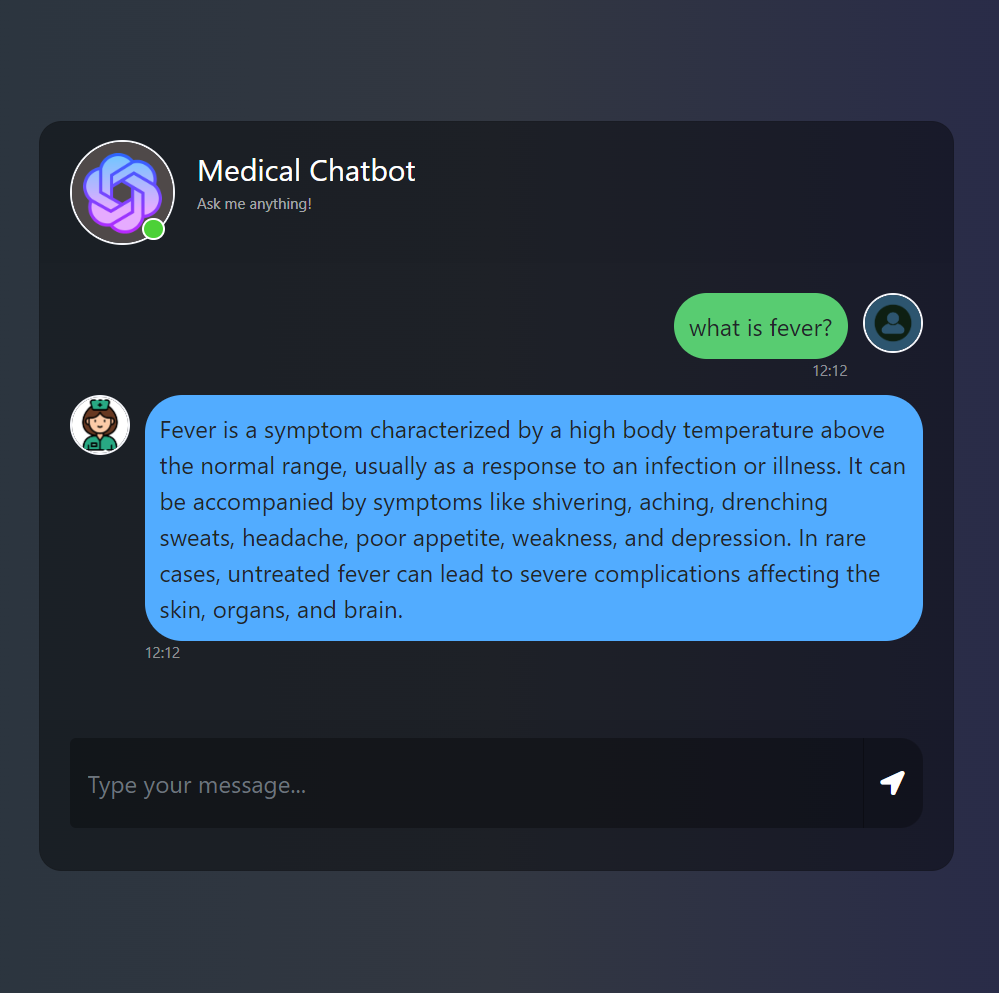 Medical Chatbot
Ask me anything!
what is fever?
12:12
Fever is a symptom characterized by a high body temperature above
the normal range, usually as a response to an infection or illness. It can
be accompanied by symptoms like shivering, aching, drenching
sweats, headache, poor appetite, weakness, and depression. In rare
cases, untreated fever can lead to severe complications affecting the
skin, organs, and brain.
12:12
Type your message...